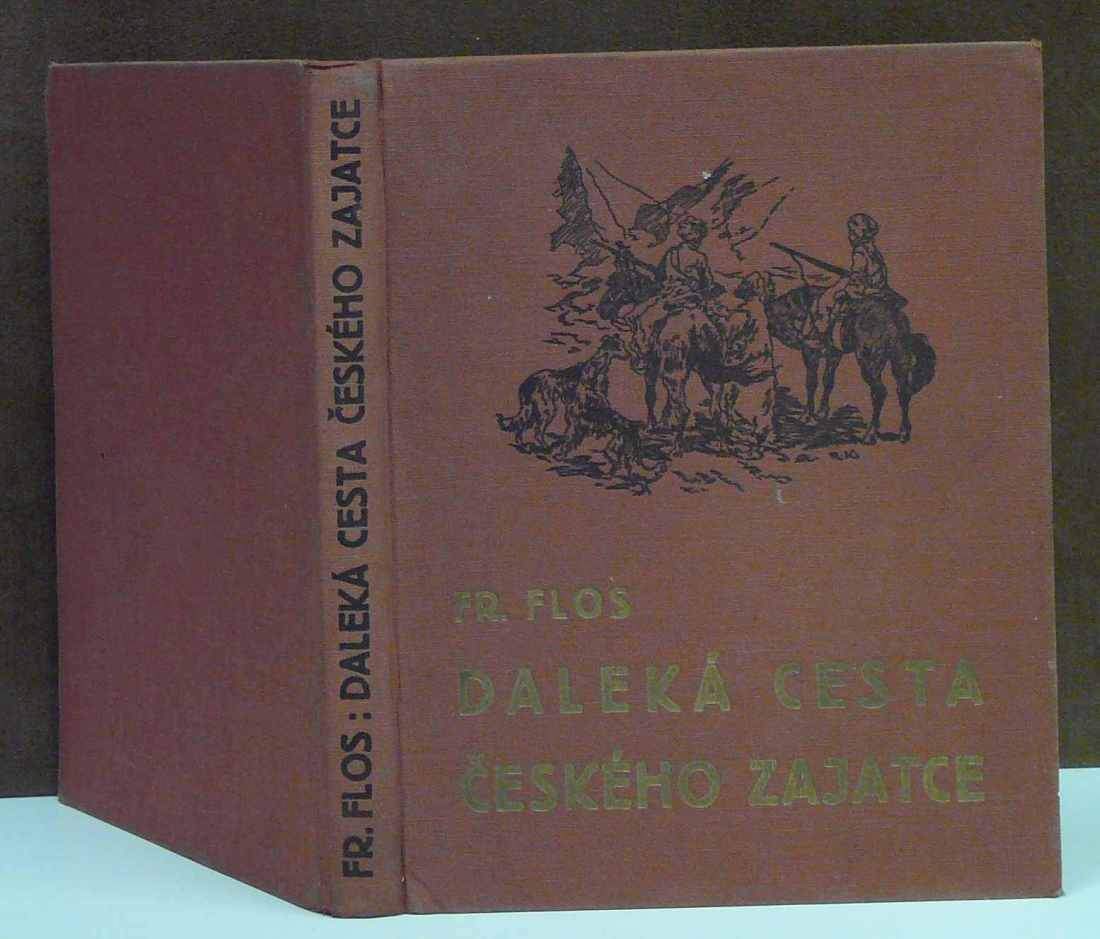 FR. FLOS: DALEKÁ CESTA ČESKÉHO ZAJATCE
FR. FLOS
DALEKÁ CESTA
ČESKÉHO ZAJATCE